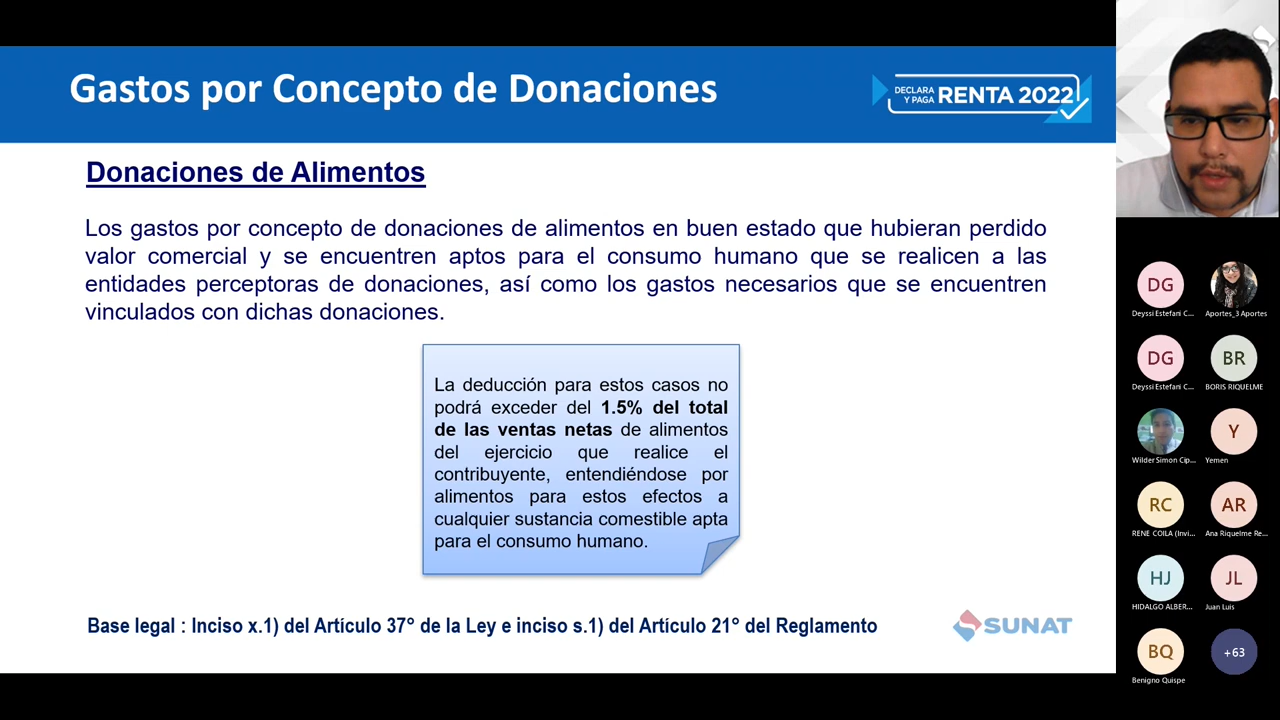 Gastos por Concepto de Donaciones
DECLARA
Y PAGA RENTA 2022
Donaciones de Alimentos
Los gastos por concepto de donaciones de alimentos en buen estado que hubieran perdido
valor comercial y se encuentren aptos para el consumo humano que se realicen a las
entidades perceptoras de donaciones, así como los gastos necesarios que se encuentren
vinculados con dichas donaciones.
La deducción para estos casos no
podrá exceder del 1.5% del total
de las ventas netas de alimentos
del ejercicio que realice el
contribuyente, entendiéndose por
alimentos para estos efectos a
cualquier sustancia comestible apta
para el consumo humano.
Base legal : Inciso x.1) del Artículo 37° de la Ley e inciso s.1) del Artículo 21° del Reglamento
SUNAT
DG
Deyssi Estefani C... Aportes_3 Aportes
DG BR
Deyssi Estefani C... BORIS RIQUELME
Y
Wilder Simon Cip... Yemen
RC AR
RENE COILA (Invi... Ana Riquelme Re...
HJ JL
HIDALGO ALBER... Juan Luis
BQ +63
Benigno Quispe